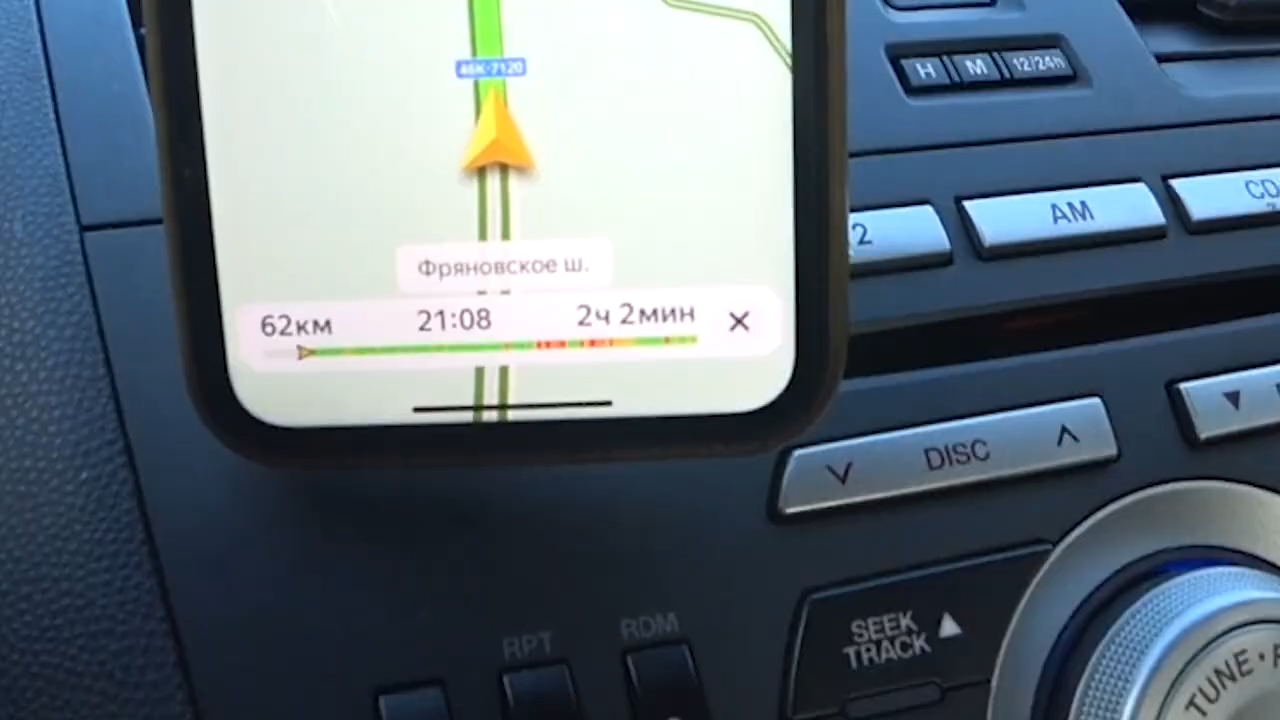 46К-7120
Фряновское ш.
62км 21:08 2ч 2мин
H M 12/24h
2 AM CD
DISC
RPT RDM
SEEK
TRACK
TUNE